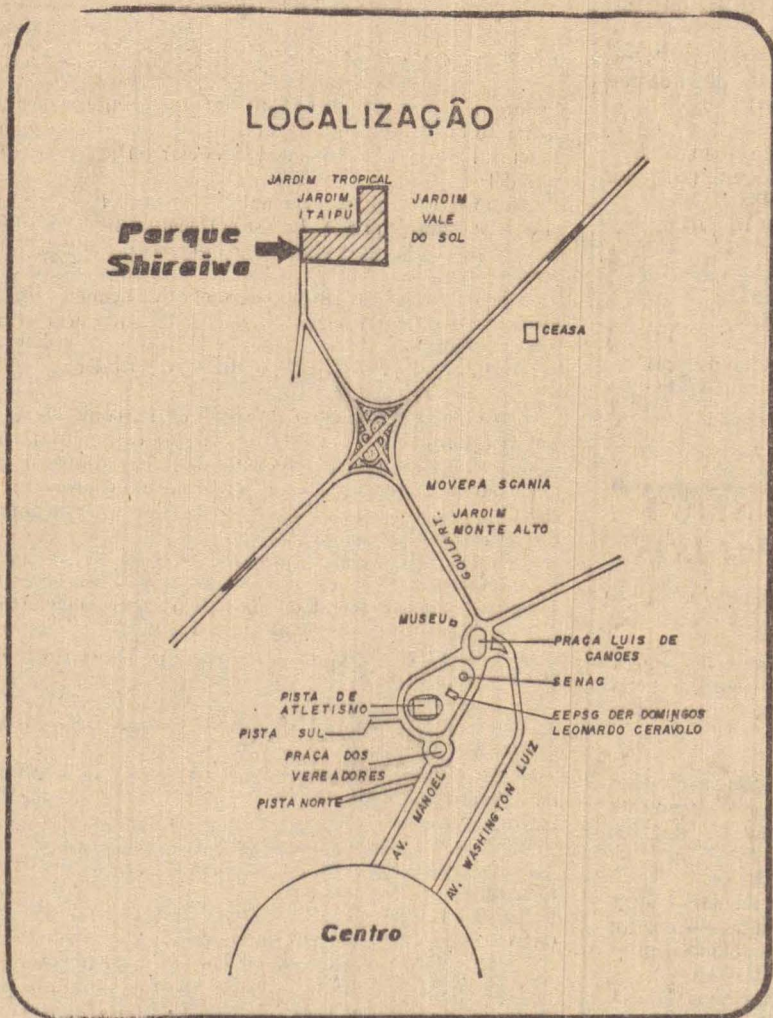 LOCALIZAÇÃO
JARDIM TROPICAL
JARDIM
ITAIPÚ
JARDIM
VALE
DO SOL
Parque
Shiraiwa
CEASA
MOVEPA SCANIA
JARDIM
MONTE ALTO
GOULART.
MUSEU
PRAÇA LUIS DE
CAMÕES
SENAC
PISTA DE
ATLETISMO
EEPSG DER DOMINGOS
LEONARDO CERAVOLO
PISTA SUL
PRAÇA DOS
VEREADORES
PISTA NORTE
AV. MANOEL
AV. WASHINGTON LUIZ
Centro